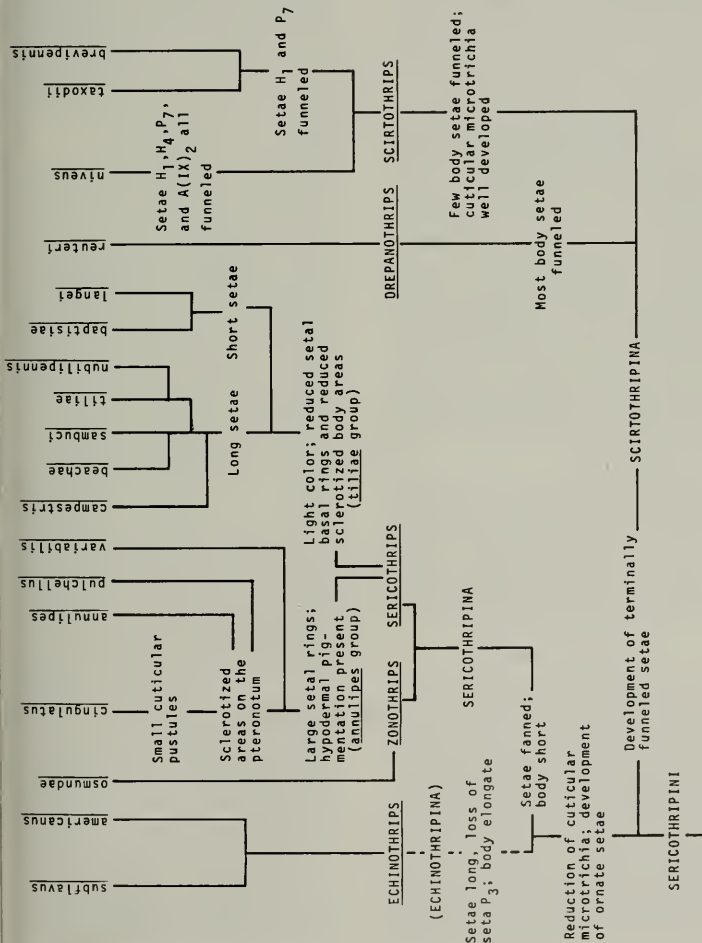 subflavus
americanus
osmundae
cingulatus
annulipes
pulchellus
variabilis
campestris
beachae
sambuci
tiliae
nubilipennis
baptisiae
langei
reuteri
niveus
taxodii
brevipennis
Small cuticular
pustules
Sclerotized
areas on the
pteronotum
Large setal rings;
hypodermal pig-
mentation present
(annulipes group)
Long setae
Short setae
Light color; reduced setal
basal rings and reduced
sclerotized body areas
(tiliae group)
Setae H1,H4,P7,
and A(IX)2 all
funneled
Setae H1 and P7
funneled
ECHINOTHRIPS
ZONOTHRIPS
SERICOTHRIPS
DREPANOTHRIPS
SCIRTOTHRIPS
(ECHINOTHRIPINA)
Setae long, loss of
seta P3; body elongate
SERICOTHRIPINA
Setae fanned;
body short
Most body setae
funneled
Few body setae funneled;
cuticular microtrichia
well developed
Reduction of cuticular
microtrichia; development
of ornate setae
Development of terminally
funneled setae
SCIRTOTHRIPINA
SERICOTHRIPINI